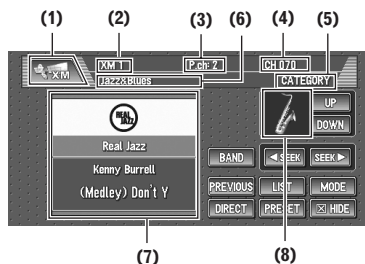 (1) (2) (3) (4) (5) (6)
XM
XM 1 P.ch: 2 CH 070
Jazz&Blues CATEGORY
REAL JAZZ
UP
DOWN
Real Jazz
Kenny Burrell
(Medley) Don't Y
BAND ◄ SEEK SEEK ►
PREVIOUS LIST MODE
DIRECT PRESET ☒ HIDE
(7) (8)